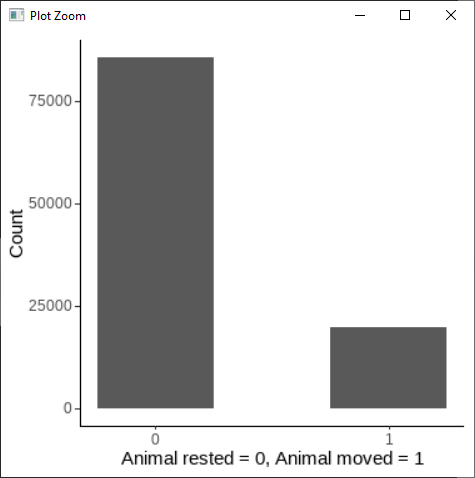 Plot Zoom
75000
50000
25000
0
Count
0 1
Animal rested = 0, Animal moved = 1